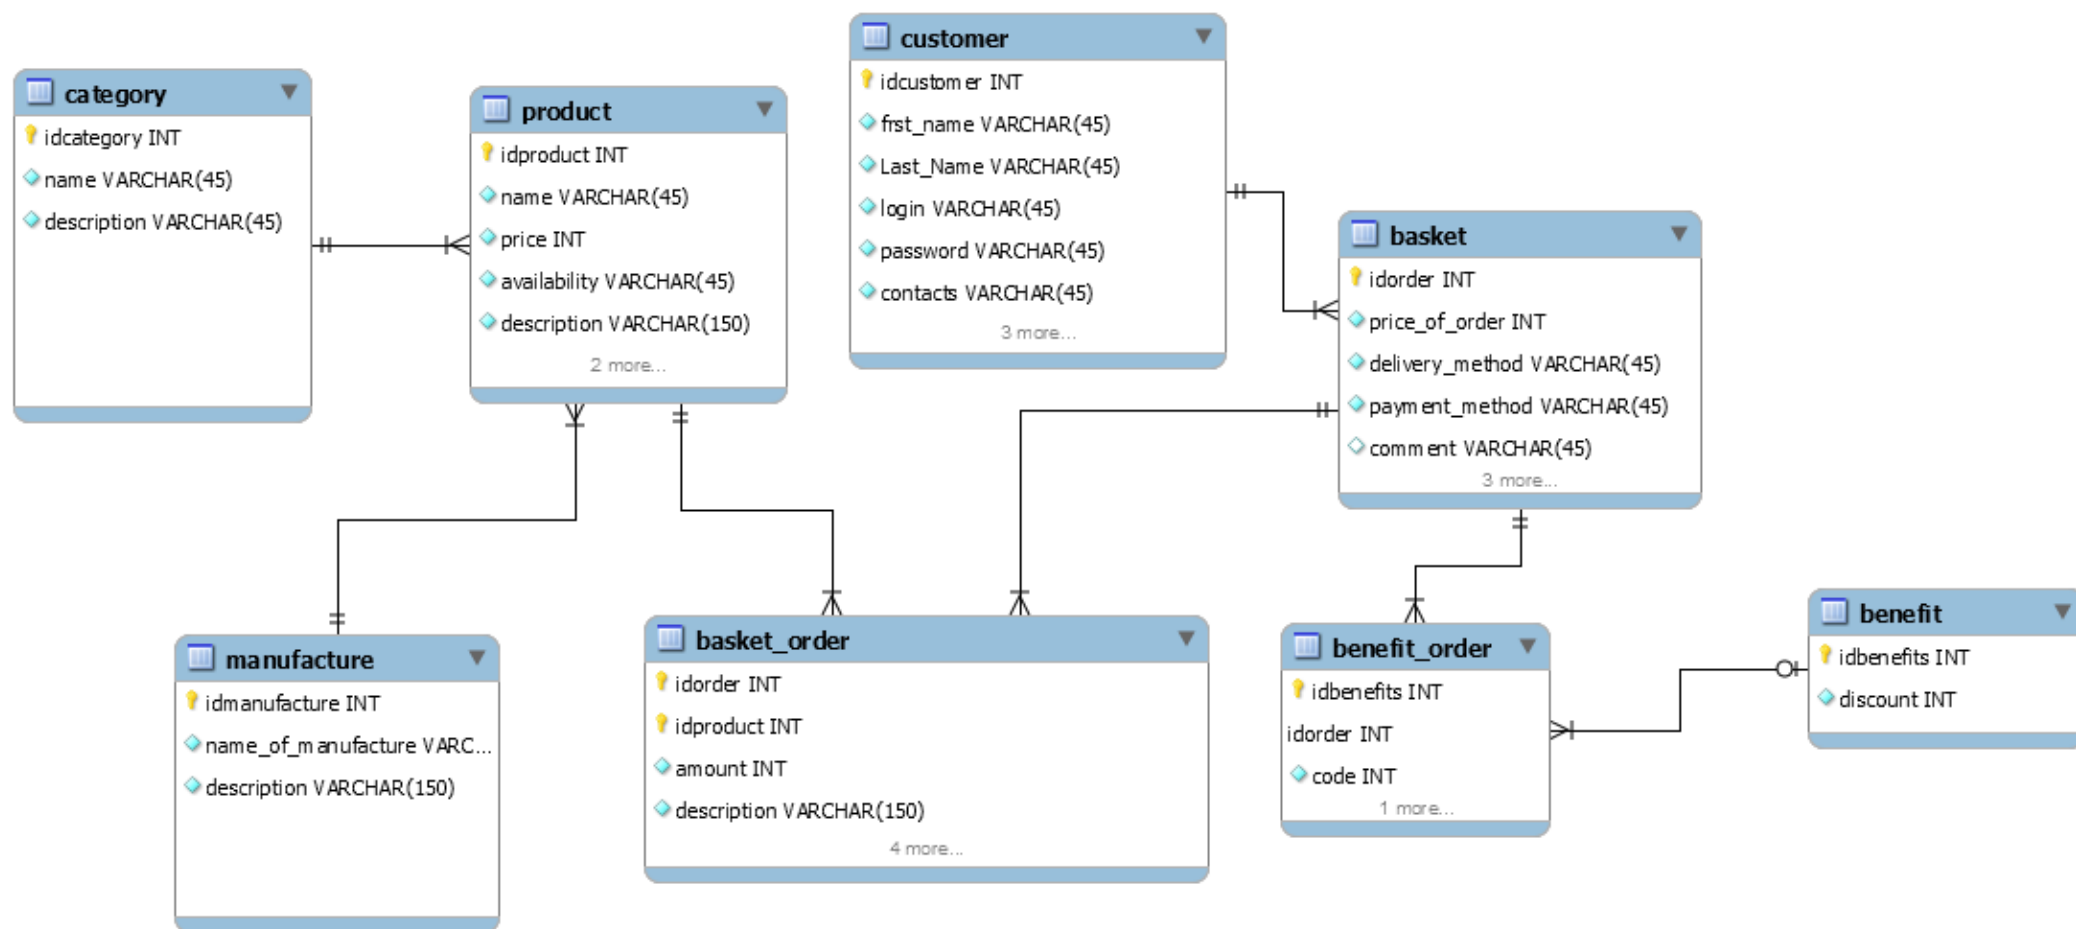 category
idcategory INT
name VARCHAR(45)
description VARCHAR(45)
product
idproduct INT
name VARCHAR(45)
price INT
availability VARCHAR(45)
description VARCHAR(150)
2 more...
customer
idcustomer INT
frst_name VARCHAR(45)
Last_Name VARCHAR(45)
login VARCHAR(45)
password VARCHAR(45)
contacts VARCHAR(45)
3 more...
basket
idorder INT
price_of_order INT
delivery_method VARCHAR(45)
payment_method VARCHAR(45)
comment VARCHAR(45)
3 more...
manufacture
idmanufacture INT
name_of_manufacture VARC...
description VARCHAR(150)
basket_order
idorder INT
idproduct INT
amount INT
description VARCHAR(150)
4 more...
benefit_order
idbenefits INT
idorder INT
code INT
1 more...
benefit
idbenefits INT
discount INT